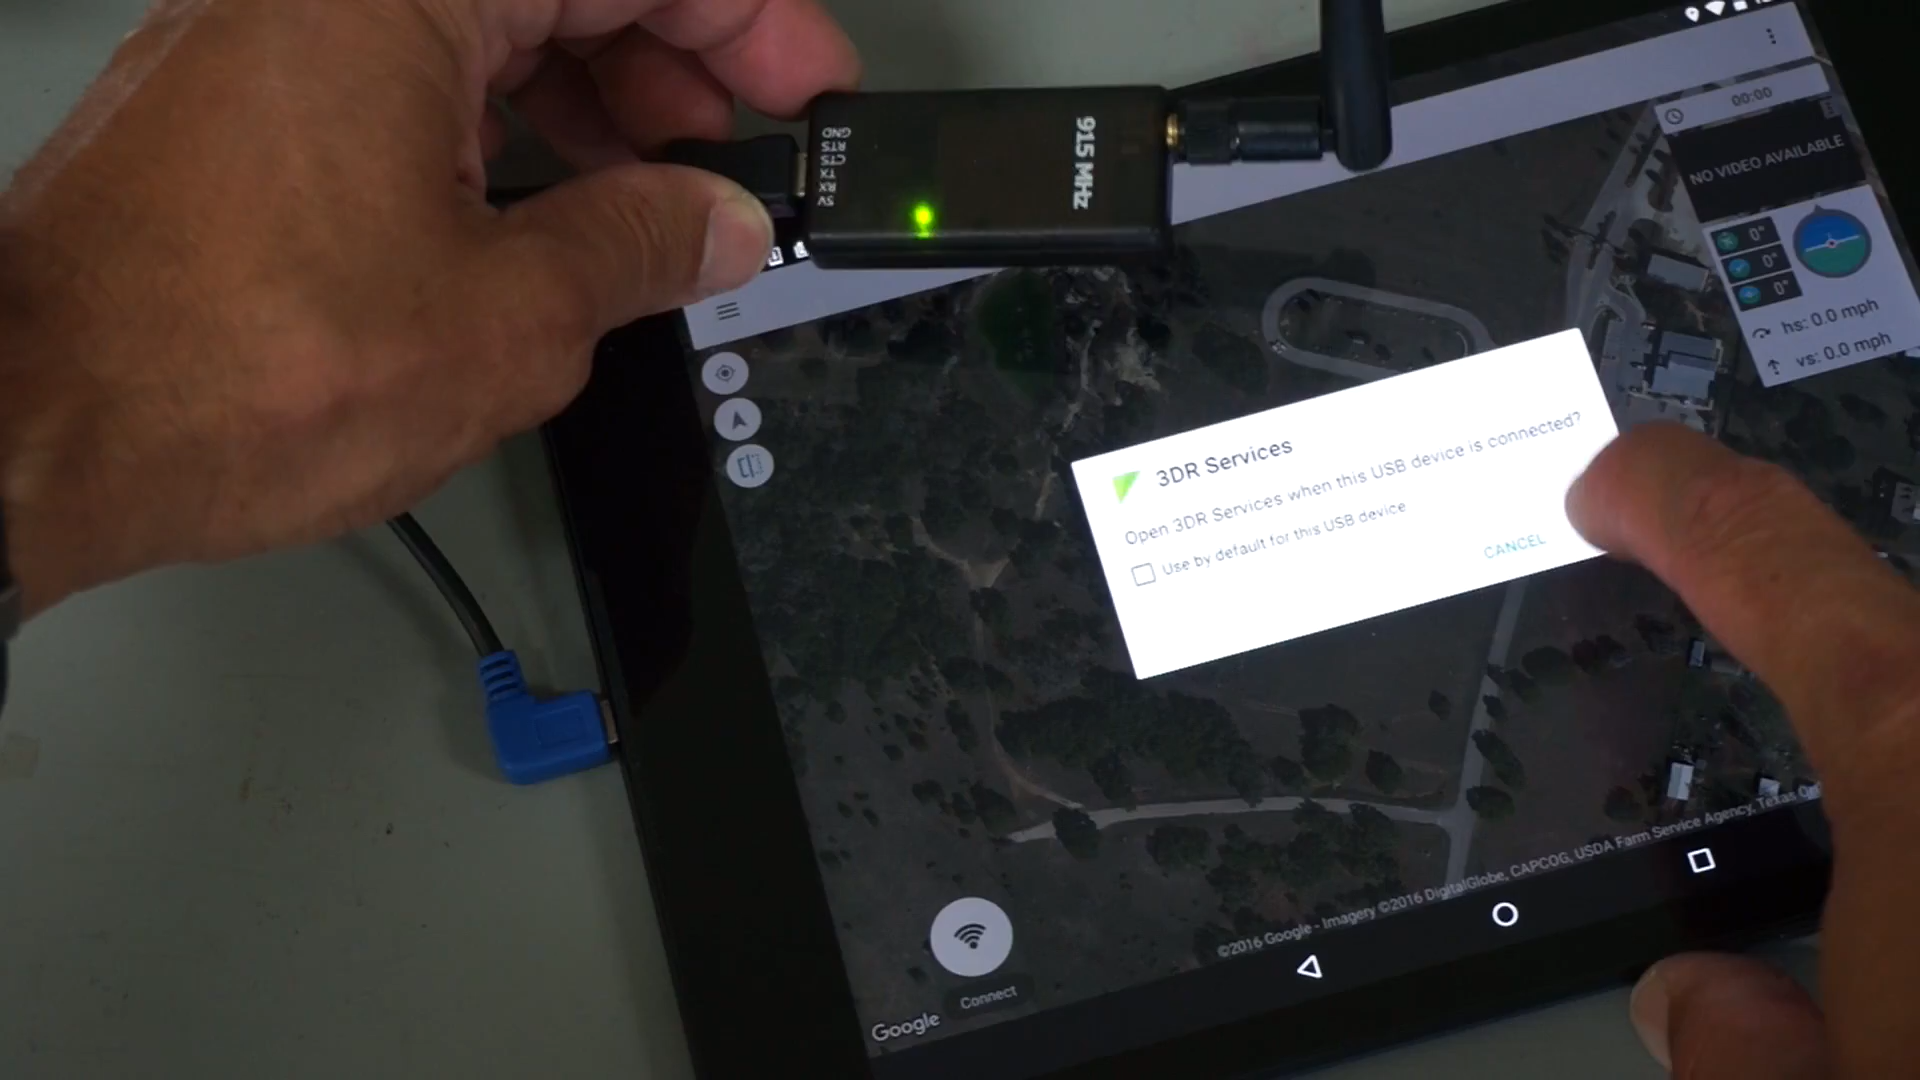 915 MHz
GND
RTS
CTS
TX
RX
5V
00:00
NO VIDEO AVAILABLE
0°
0°
0°
hs: 0.0 mph
vs: 0.0 mph
3DR Services
Open 3DR Services when this USB device is connected?
Use by default for this USB device
CANCEL
Connect
Google
©2016 Google - Imagery ©2016 DigitalGlobe, CAPCOG, USDA Farm Service Agency, Texas